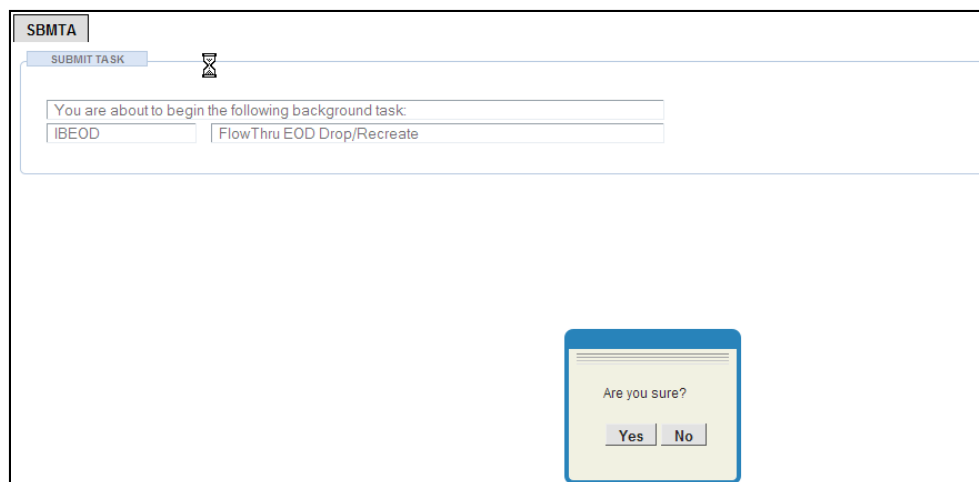 SBMTA
SUBMIT TASK
You are about to begin the following background task:
IBEOD FlowThru EOD Drop/Recreate
Are you sure?
Yes No